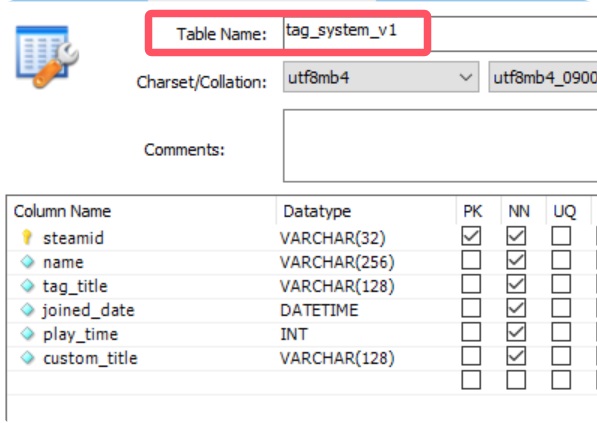 Table Name: tag_system_v1
Charset/Collation: utf8mb4 utf8mb4_0900
Comments:
Column Name Datatype PK NN UQ
steamid VARCHAR(32)
name VARCHAR(256)
tag_title VARCHAR(128)
joined_date DATETIME
play_time INT
custom_title VARCHAR(128)